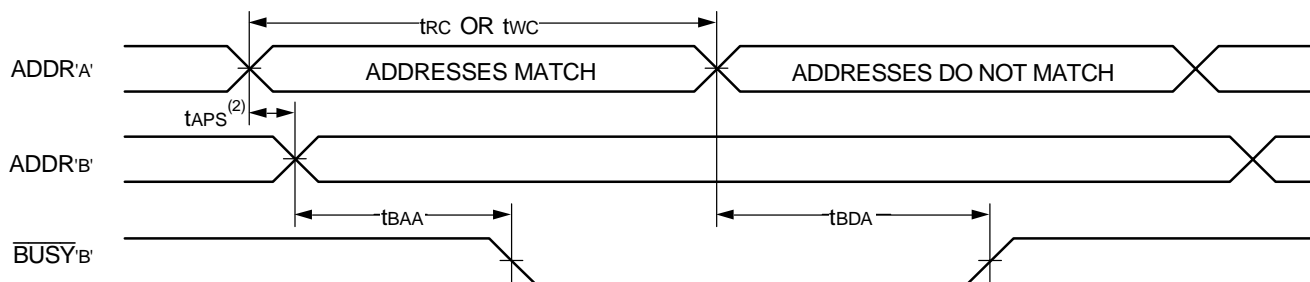 tRC OR tWC
ADDR'A'
ADDRESSES MATCH
ADDRESSES DO NOT MATCH
tAPS(2)
ADDR'B'
tBAA
tBDA
BUSY'B'